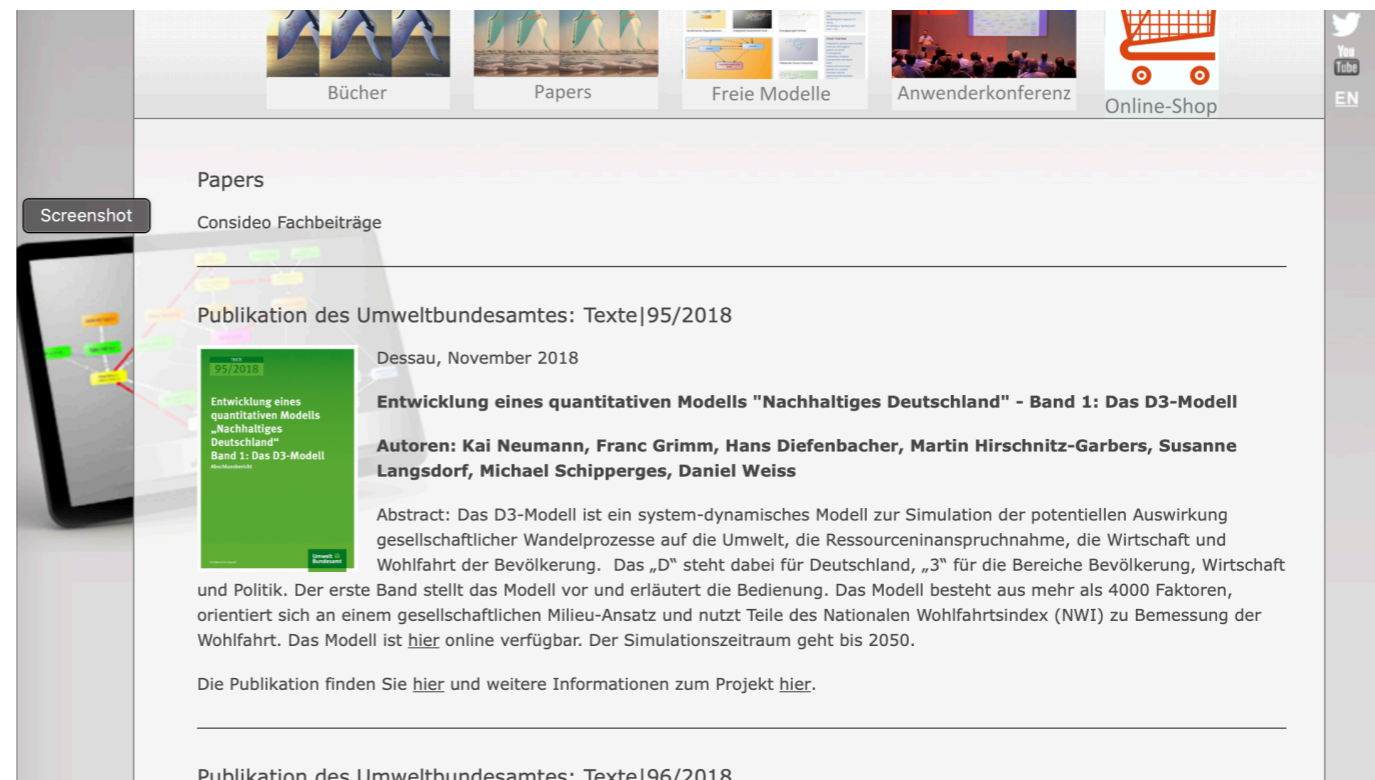 Bücher
Papers
Freie Modelle
Anwenderkonferenz
Online-Shop
You
Tube
EN
Screenshot
Papers
Consideo Fachbeiträge
Publikation des Umweltbundesamtes: Texte|95/2018
TEXTE
95/2018
Entwicklung eines
quantitativen Modells
„Nachhaltiges
Deutschland“
Band 1: Das D3-Modell
Abschlussbericht
Umwelt
Bundesamt
Dessau, November 2018
Entwicklung eines quantitativen Modells "Nachhaltiges Deutschland" - Band 1: Das D3-Modell
Autoren: Kai Neumann, Franc Grimm, Hans Diefenbacher, Martin Hirschnitz-Garbers, Susanne
Langsdorf, Michael Schipperges, Daniel Weiss
Abstract: Das D3-Modell ist ein system-dynamisches Modell zur Simulation der potentiellen Auswirkung
gesellschaftlicher Wandelprozesse auf die Umwelt, die Ressourceninanspruchnahme, die Wirtschaft und
Wohlfahrt der Bevölkerung. Das „D“ steht dabei für Deutschland, „3“ für die Bereiche Bevölkerung, Wirtschaft
und Politik. Der erste Band stellt das Modell vor und erläutert die Bedienung. Das Modell besteht aus mehr als 4000 Faktoren,
orientiert sich an einem gesellschaftlichen Milieu-Ansatz und nutzt Teile des Nationalen Wohlfahrtsindex (NWI) zu Bemessung der
Wohlfahrt. Das Modell ist hier online verfügbar. Der Simulationszeitraum geht bis 2050.
Die Publikation finden Sie hier und weitere Informationen zum Projekt hier.
Publikation des Umweltbundesamtes: Texte|96/2018